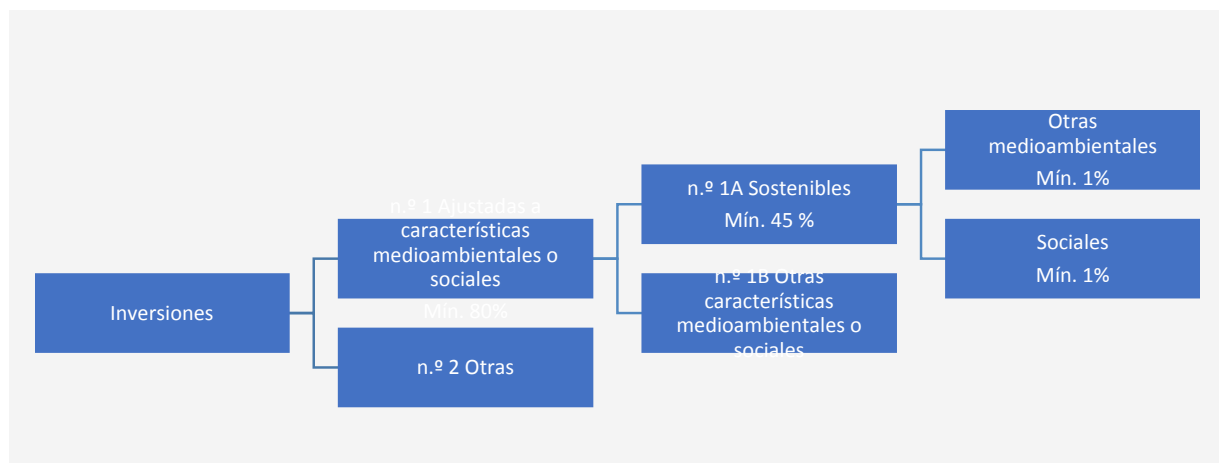 Inversiones
n.º 1 Ajustadas a
características
medioambientales o
sociales
Mín. 80%
n.º 2 Otras
n.º 1A Sostenibles
Mín. 45 %
n.º 1B Otras
características
medioambientales o
sociales
Otras
medioambientales
Mín. 1%
Sociales
Mín. 1%